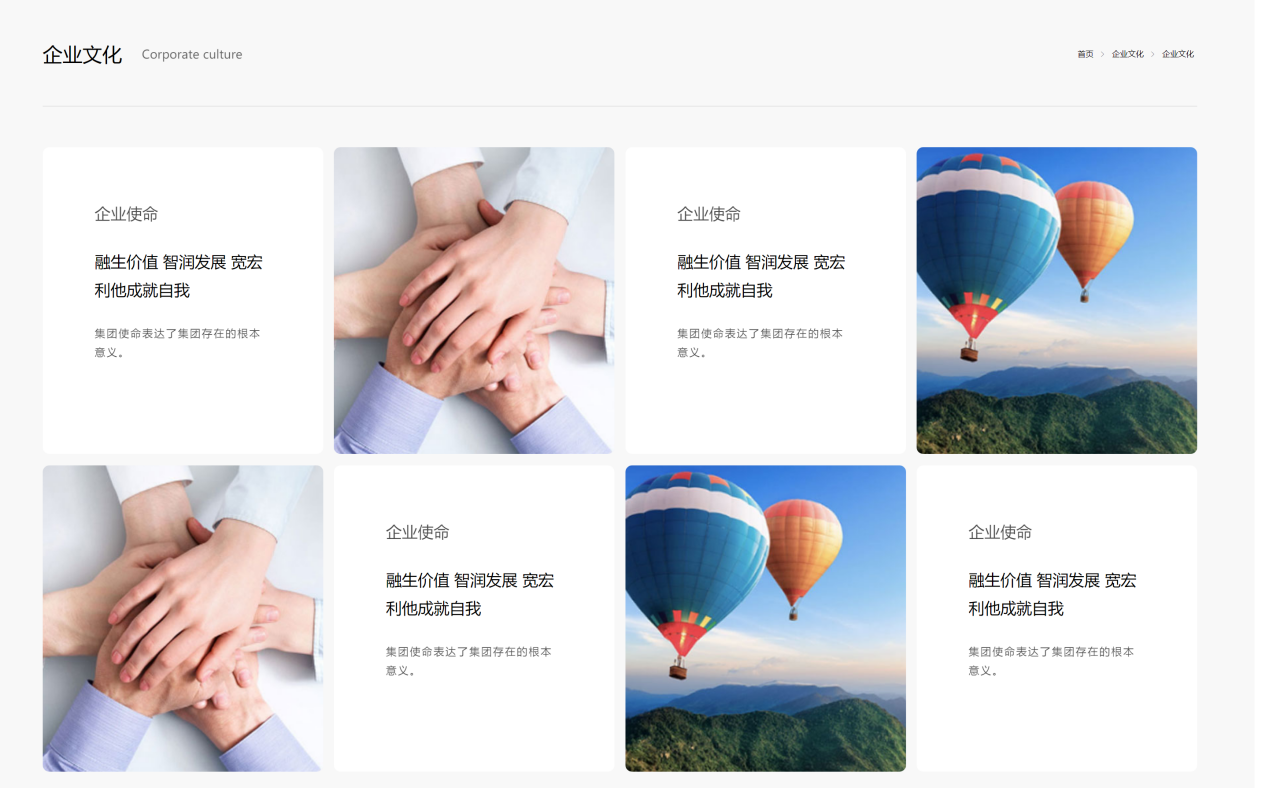 企业文化 Corporate culture
首页 > 企业文化 > 企业文化
企业使命
融生价值 智润发展 宽宏
利他成就自我
集团使命表达了集团存在的根本
意义。
企业使命
融生价值 智润发展 宽宏
利他成就自我
集团使命表达了集团存在的根本
意义。
企业使命
融生价值 智润发展 宽宏
利他成就自我
集团使命表达了集团存在的根本
意义。
企业使命
融生价值 智润发展 宽宏
利他成就自我
集团使命表达了集团存在的根本
意义。